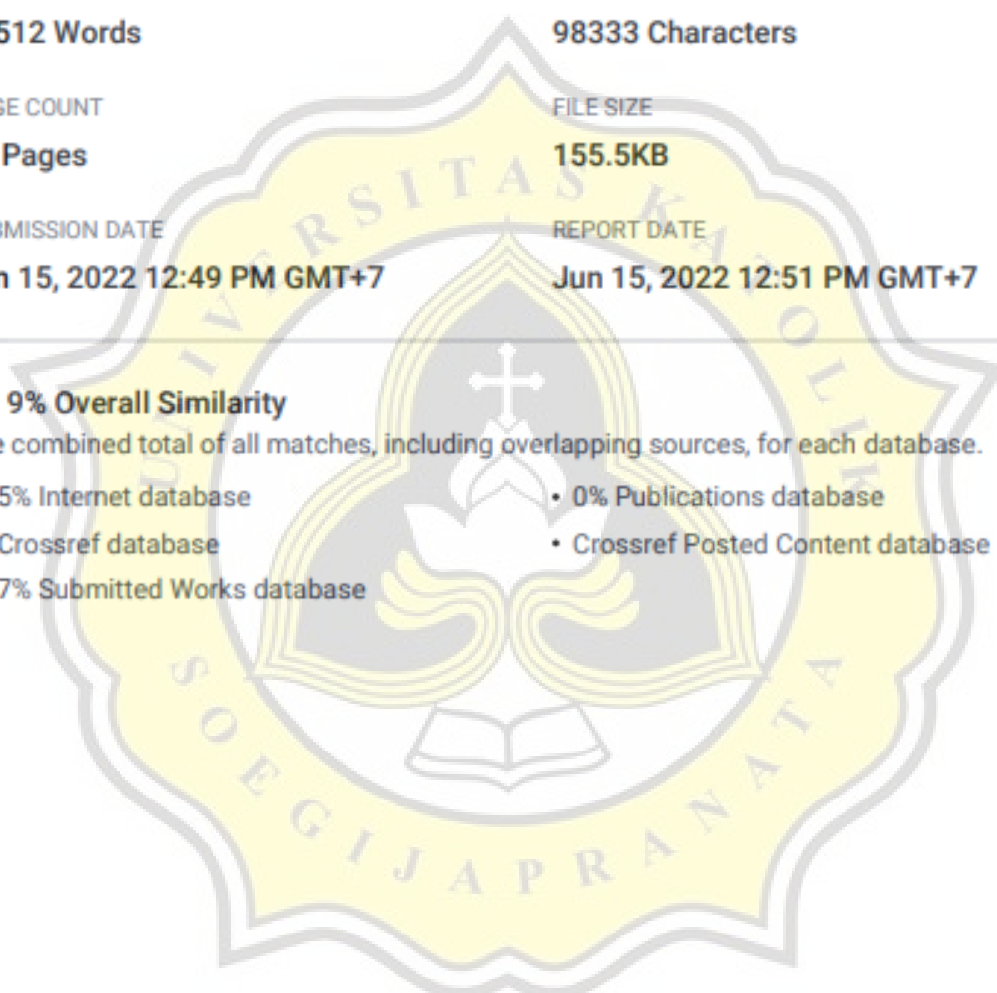 512 Words 98333 Characters
GE COUNT FILE SIZE
Pages 155.5KB
MISSION DATE REPORT DATE
15, 2022 12:49 PM GMT+7 Jun 15, 2022 12:51 PM GMT+7
9% Overall Similarity
combined total of all matches, including overlapping sources, for each database.
5% Internet database • 0% Publications database
Crossref database • Crossref Posted Content database
7% Submitted Works database
UNIVERSITAS KATOLIK
SOEGIJAPRANATA